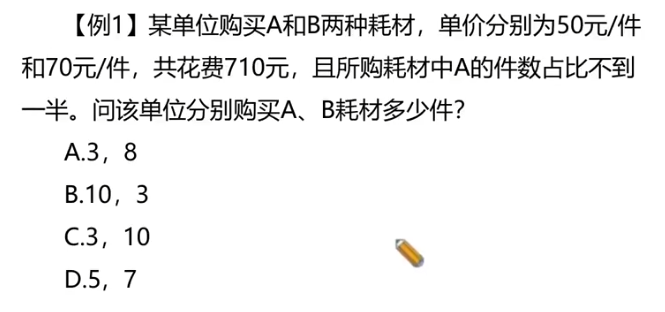 【例1】某单位购买A和B两种耗材，单价分别为50元/件
和70元/件，共花费710元，且所购耗材中A的件数占比不到
一半。问该单位分别购买A、B耗材多少件？
A.3，8
B.10，3
C.3，10
D.5，7